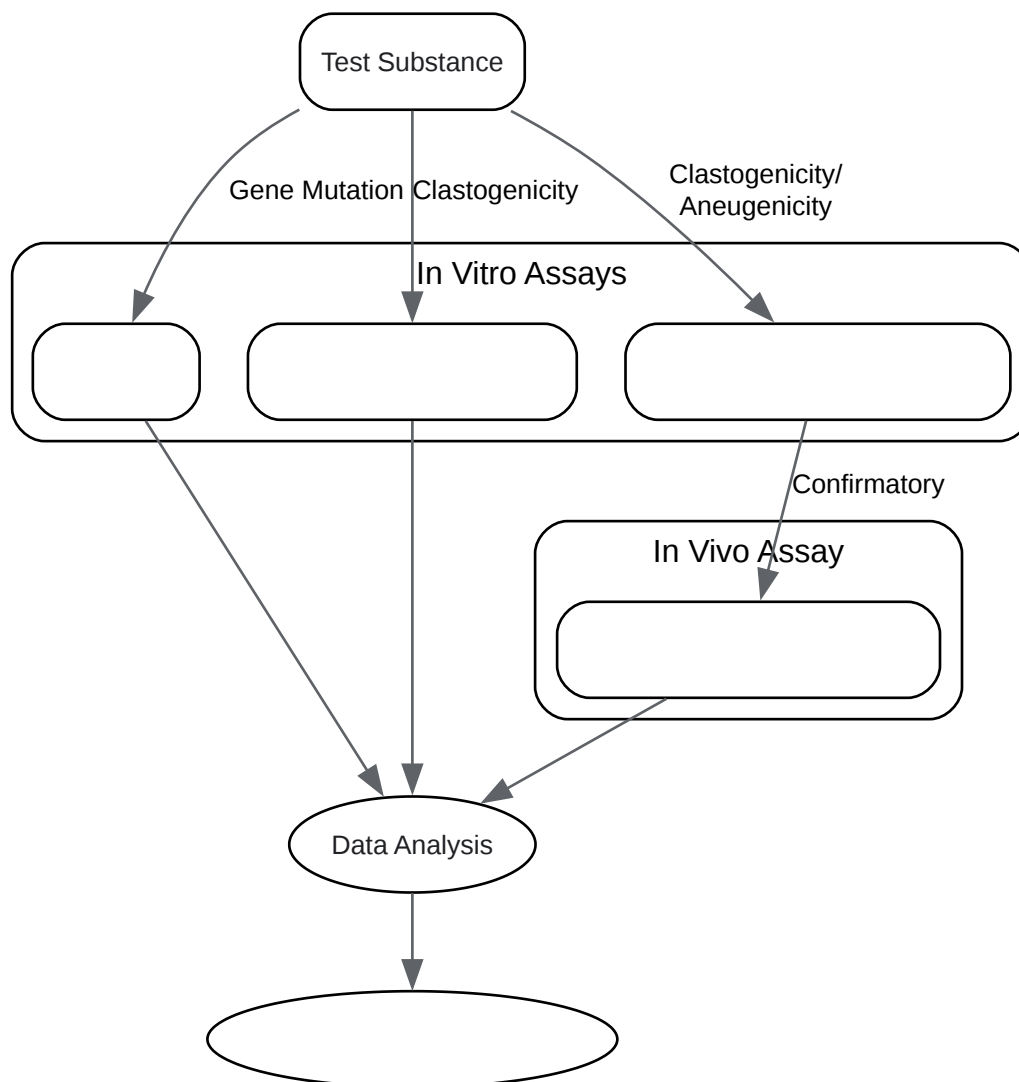 Test Substance
Gene Mutation
Clastogenicity
Clastogenicity/
Aneugenicity
In Vitro Assays
Confirmatory
In Vivo Assay
Data Analysis